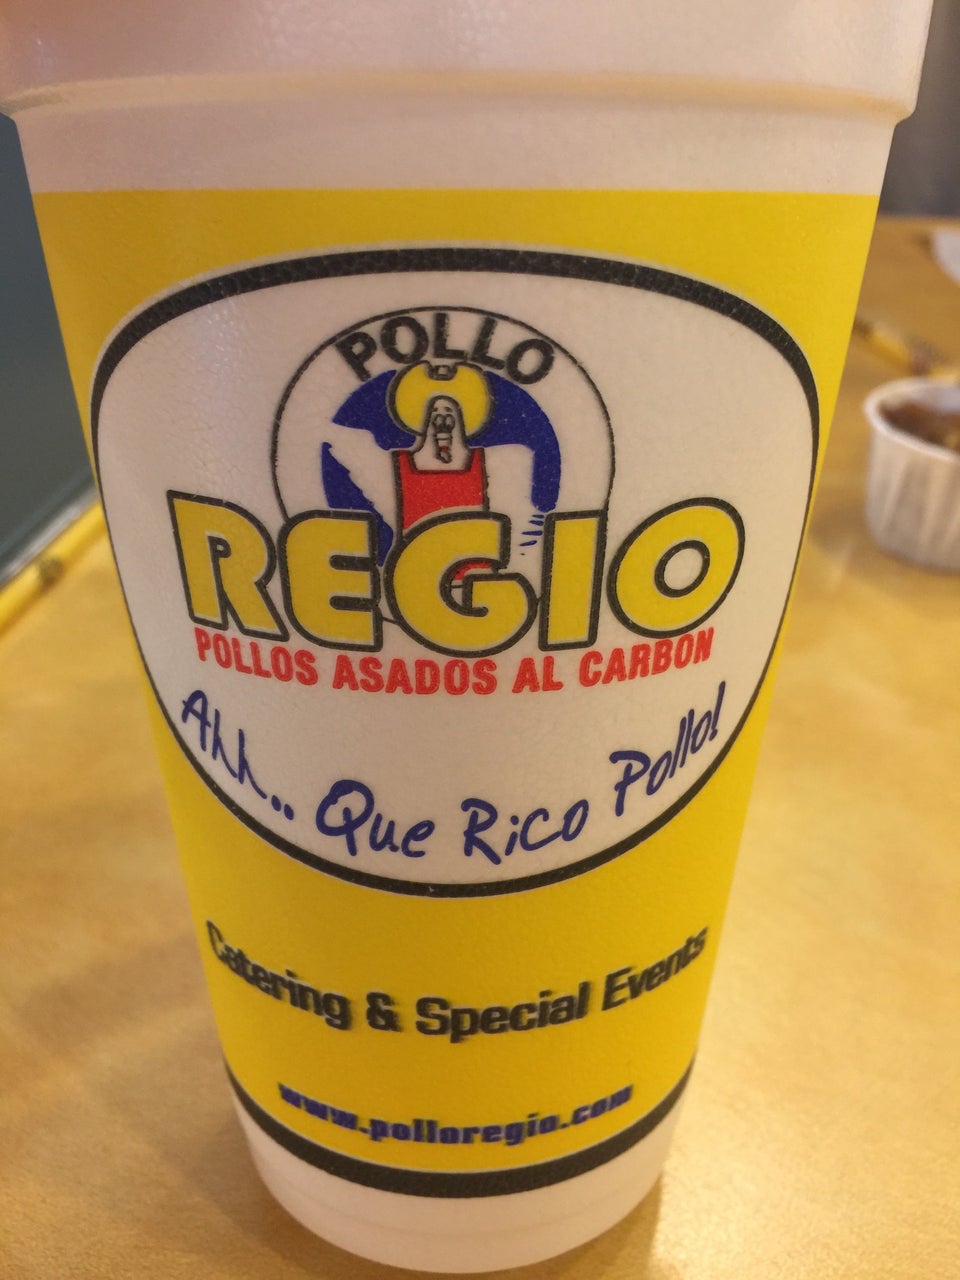 POLLO
REGIO
POLLOS ASADOS AL CARBON
Ahh.. Que Rico Pollo!
Catering & Special Events
www.polloregio.com